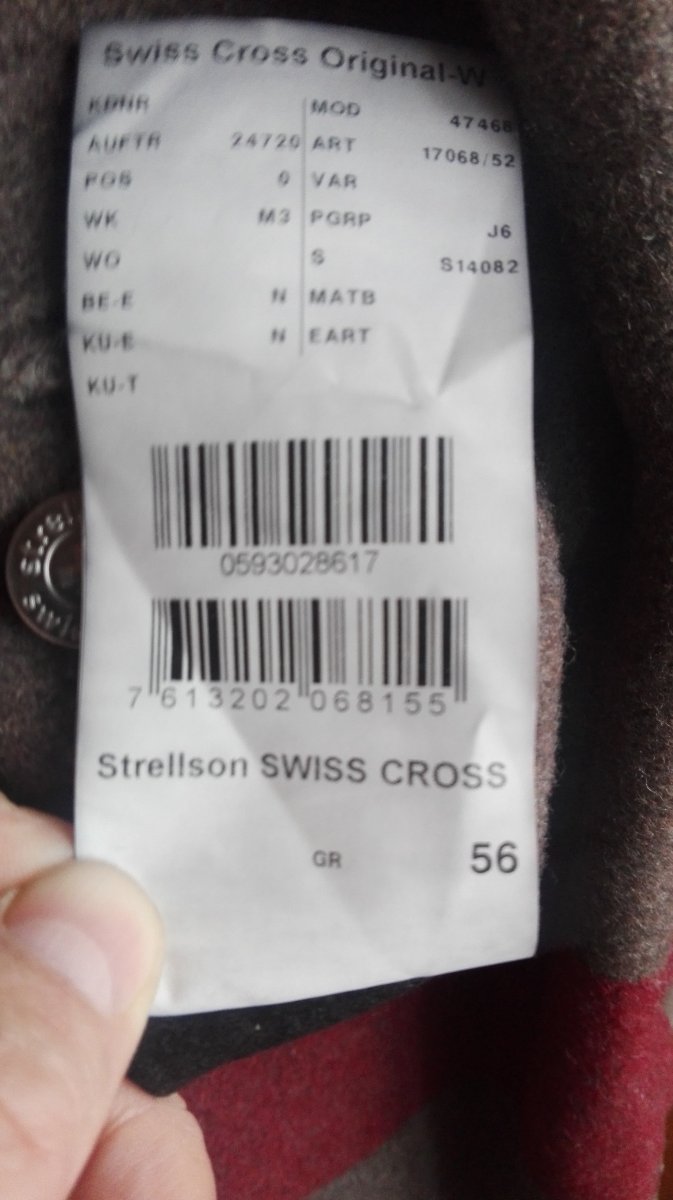 Swiss Cross Original-W
KDNR MOD 47468
AUFTR 24720 ART 17068/52
POS 0 VAR
WK M3 PGRP J6
WO S S14082
BE-E N MATB
KU-E N EART
KU-T
0593028617
7 613202 068155
Strellson SWISS CROSS
GR 56